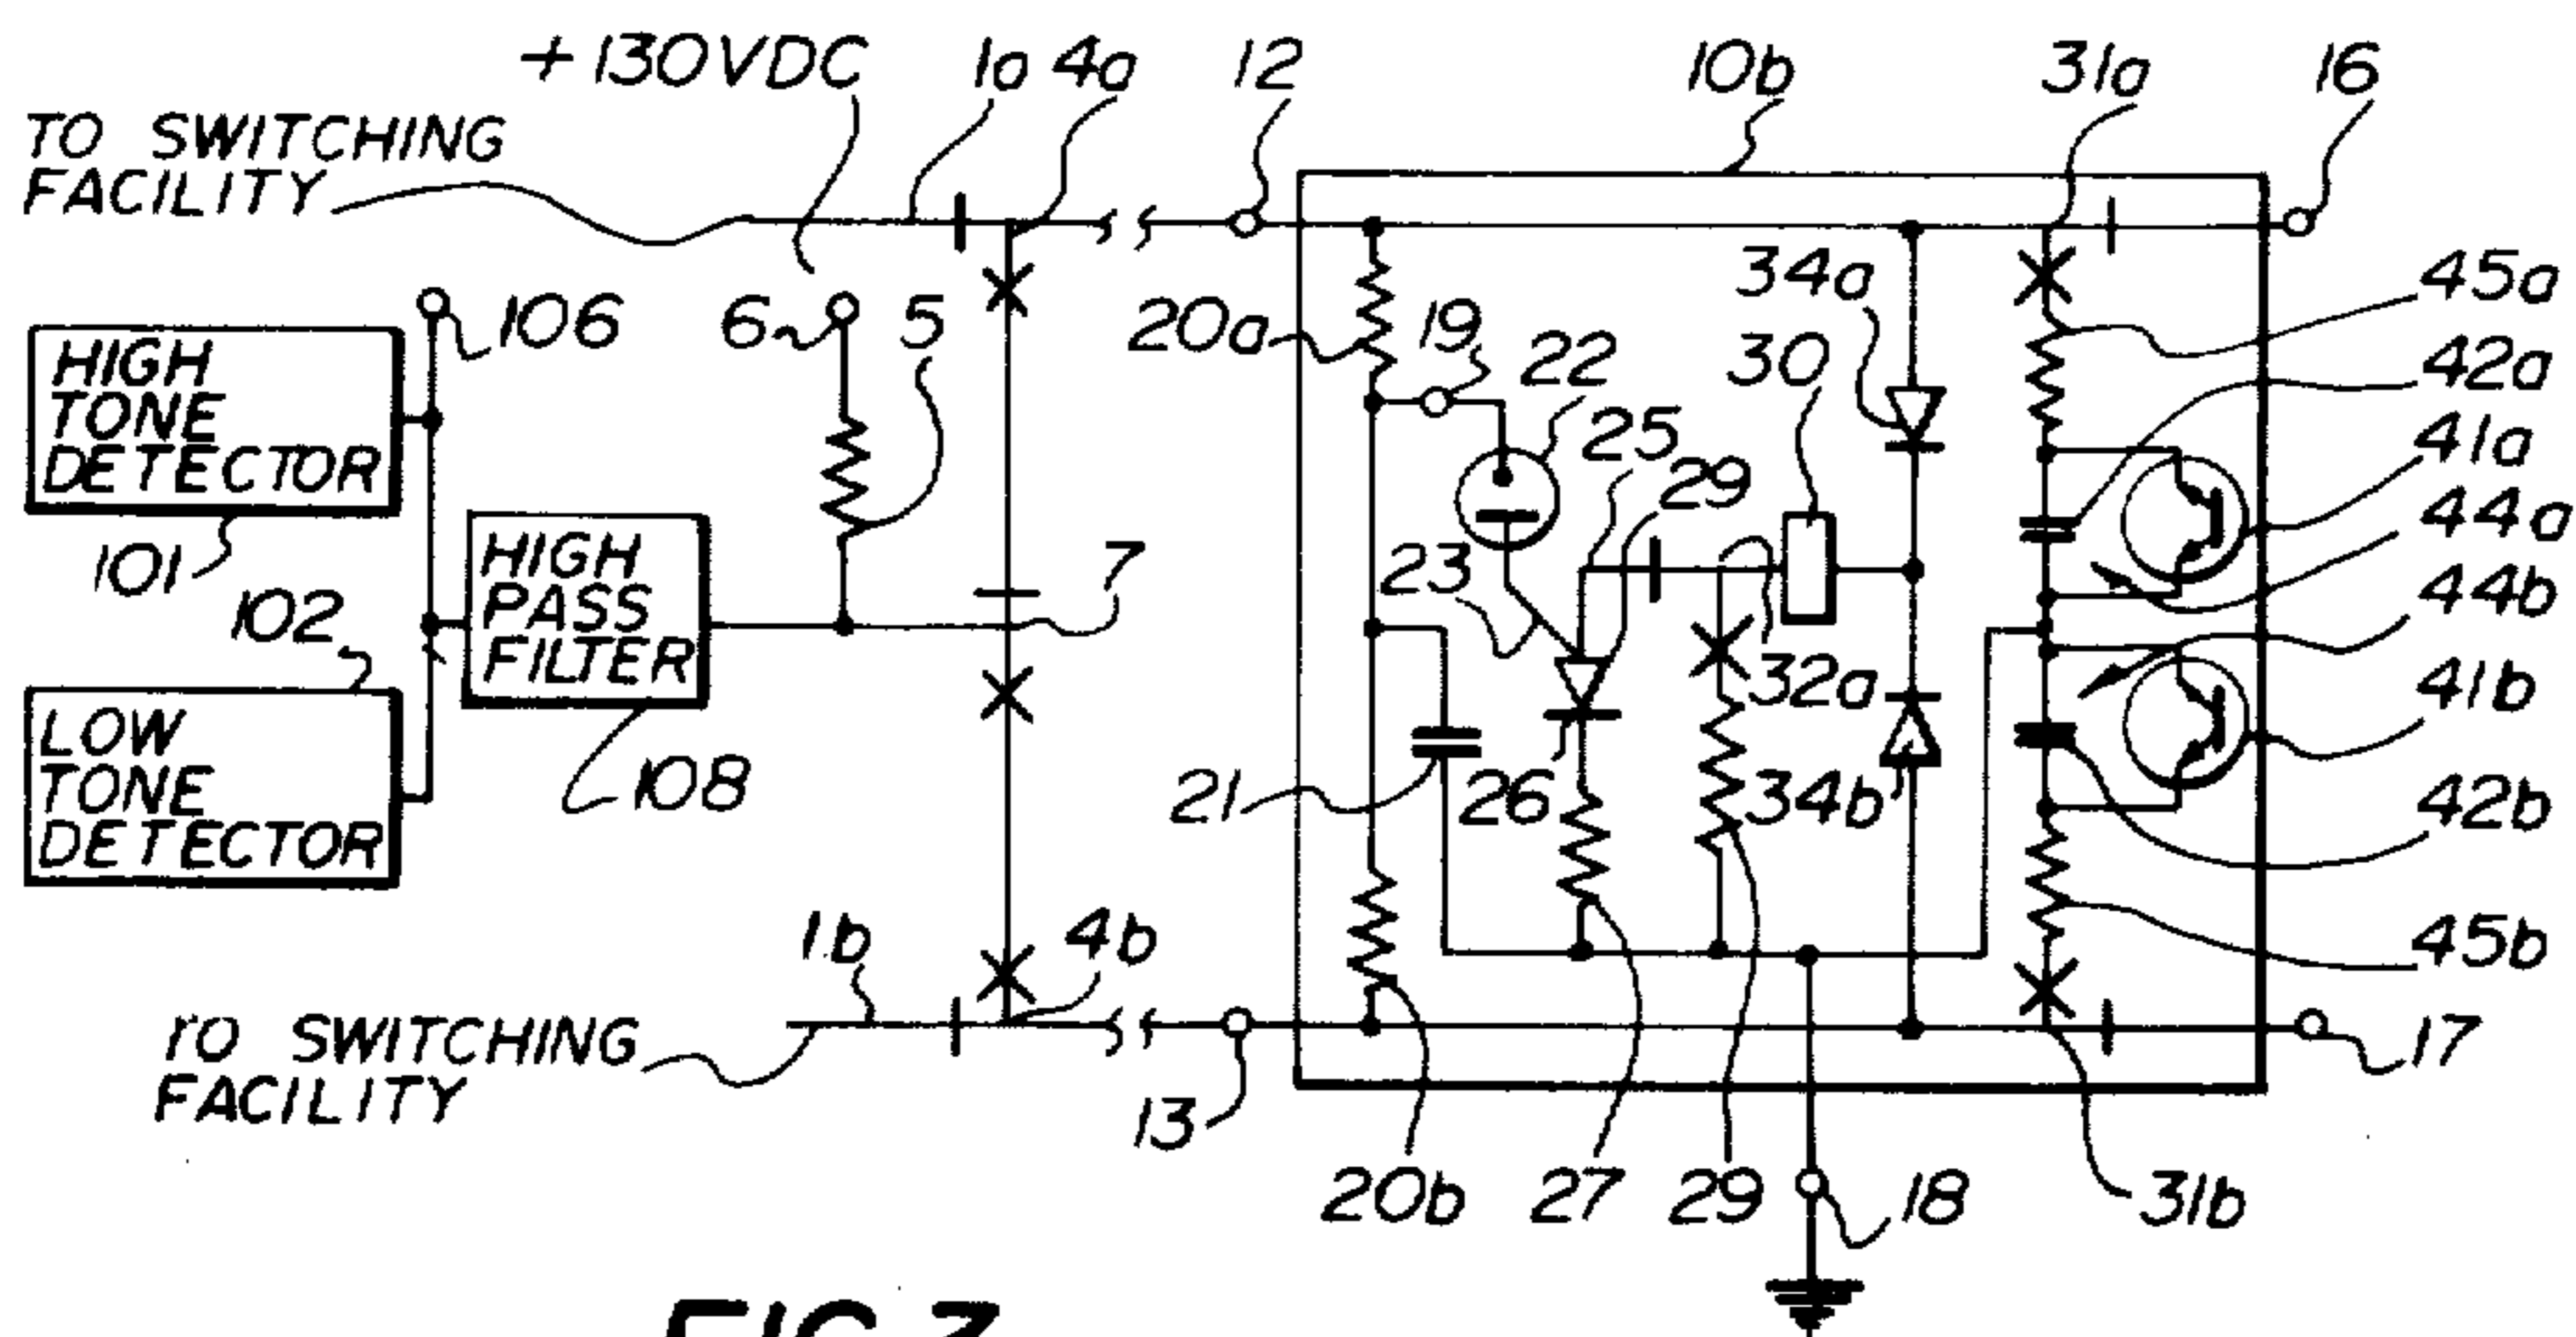 +130VDC
1a
4a
12
10b
31a
16
TO SWITCHING
FACILITY
45a
34a
106
6
5
20a
19
22
30
42a
HIGH
TONE
DETECTOR
25
29
41a
44a
101
HIGH
PASS
FILTER
7
23
44b
102
32a
41b
LOW
TONE
DETECTOR
108
21
26
34b
42b
1b
4b
45b
TO SWITCHING
FACILITY
13
17
20b
27
29
18
31b